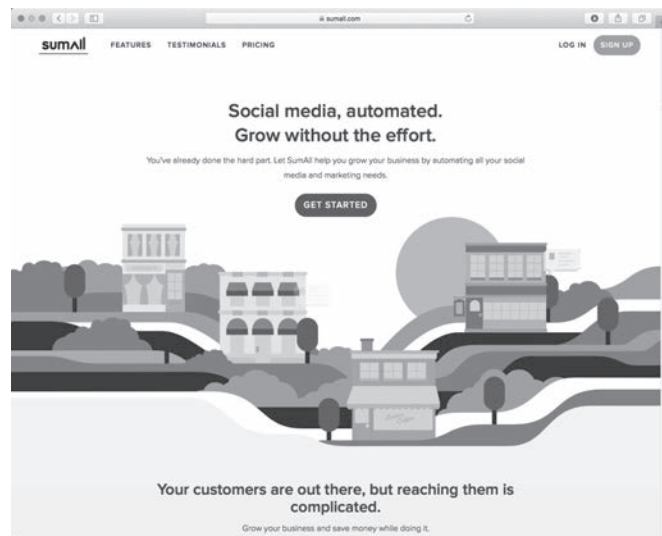 sumall.com
sumAll
FEATURES TESTIMONIALS PRICING
LOG IN SIGN UP
Social media, automated.
Grow without the effort.
You've already done the hard part. Let SumAll help you grow your business by automating all your social
media and marketing needs.
GET STARTED
Your customers are out there, but reaching them is
complicated.
Grow your business and save money while doing it.